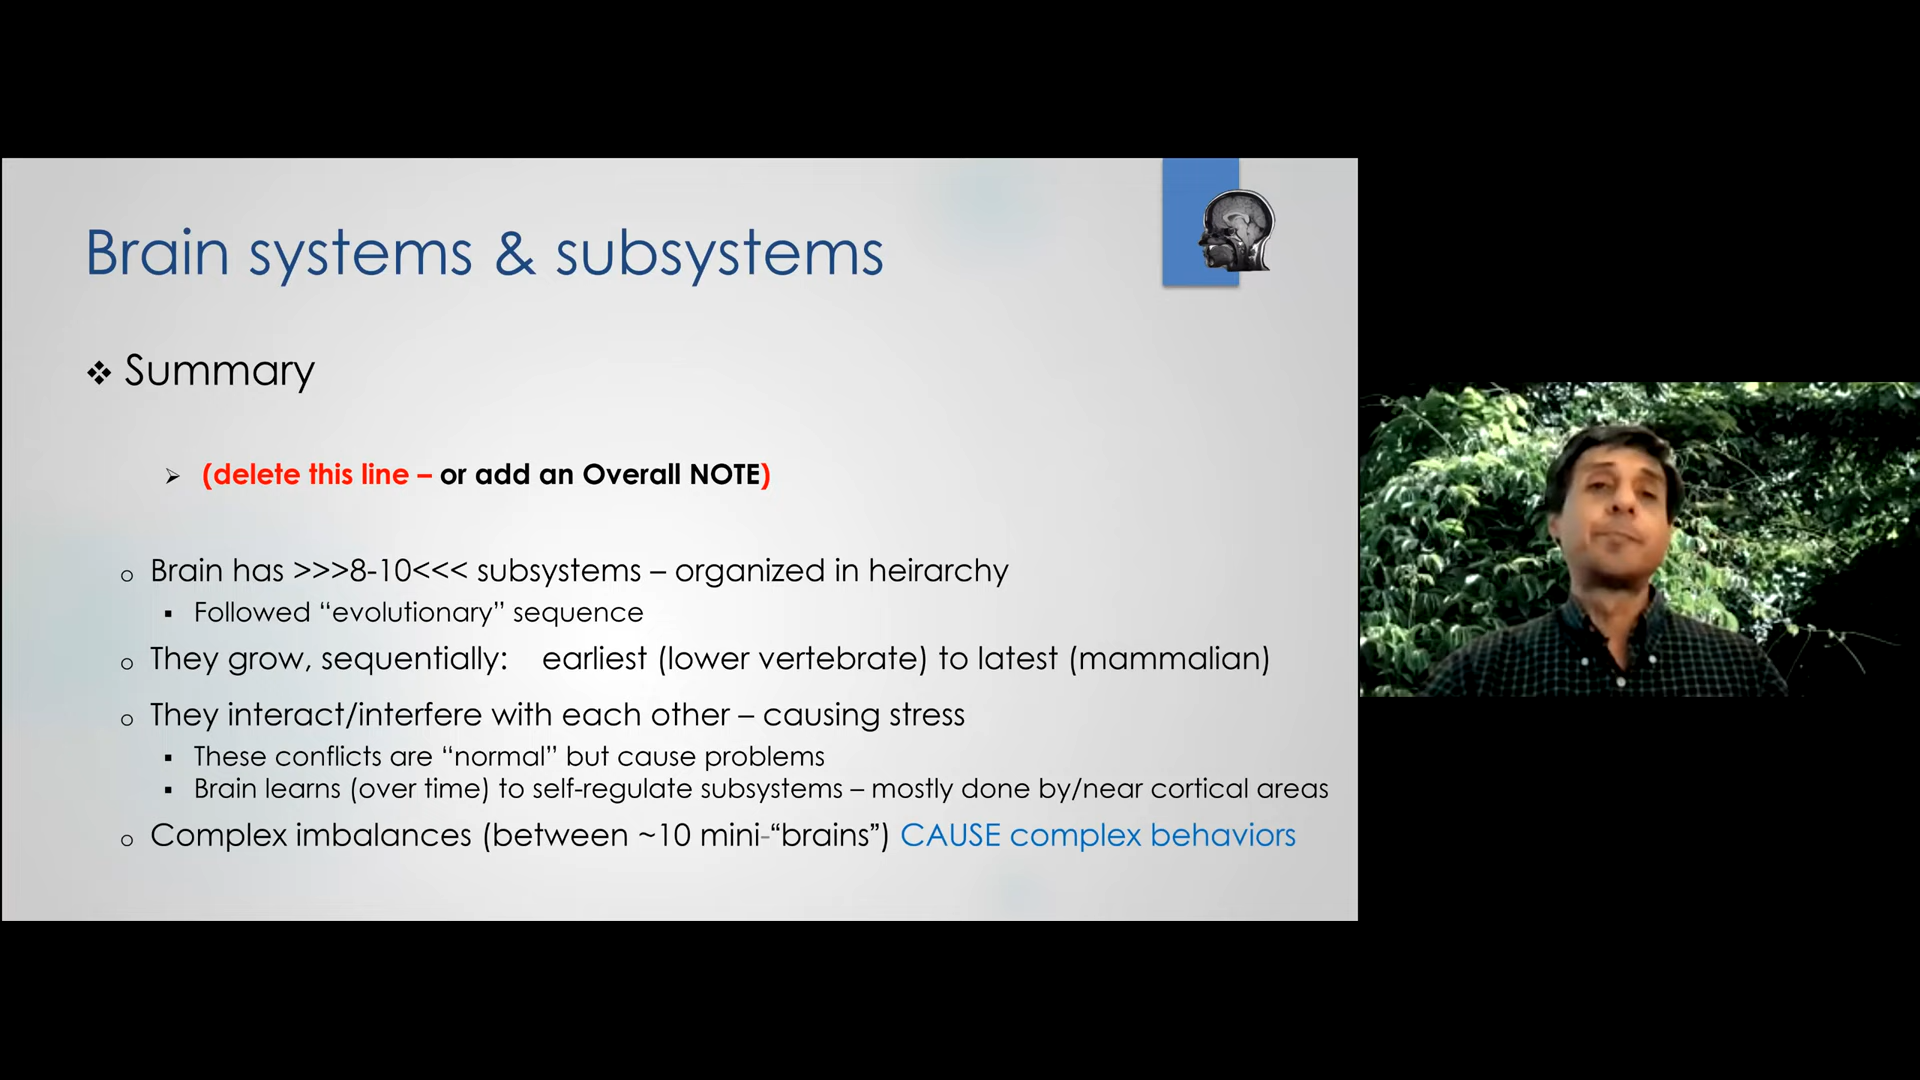 Brain systems & subsystems
Summary
(delete this line – or add an Overall NOTE)
Brain has >>>8-10<<< subsystems – organized in heirarchy
Followed “evolutionary” sequence
They grow, sequentially: earliest (lower vertebrate) to latest (mammalian)
They interact/interfere with each other – causing stress
These conflicts are “normal” but cause problems
Brain learns (over time) to self-regulate subsystems – mostly done by/near cortical areas
Complex imbalances (between ~10 mini-“brains”) CAUSE complex behaviors